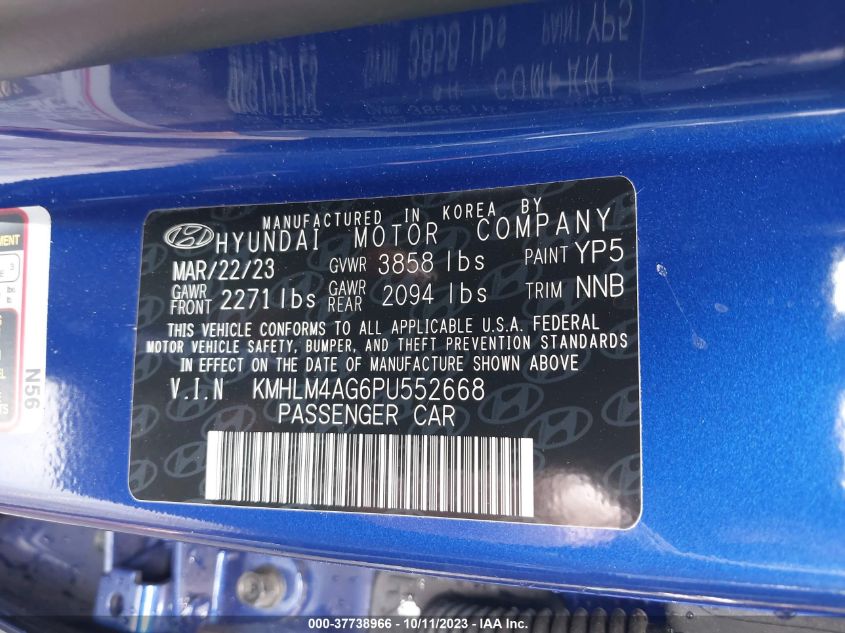 MANUFACTURED IN KOREA BY
HYUNDAI MOTOR COMPANY
MAR/22/23 GVWR 3858 lbs PAINT YP5
GAWR FRONT 2271 lbs GAWR REAR 2094 lbs TRIM NNB
THIS VEHICLE CONFORMS TO ALL APPLICABLE U.S.A. FEDERAL
MOTOR VEHICLE SAFETY, BUMPER, AND THEFT PREVENTION STANDARDS
IN EFFECT ON THE DATE OF MANUFACTURE SHOWN ABOVE
V.I.N KMHLM4AG6PU552668
PASSENGER CAR
N56
000-37738966 - 10/11/2023 - IAA Inc.